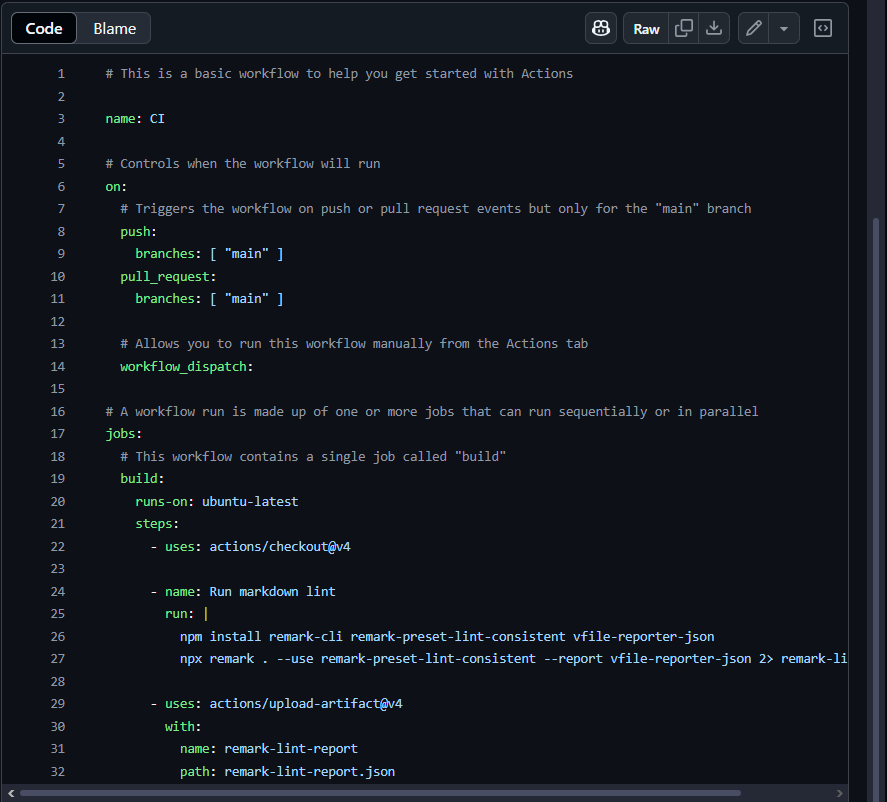 Code Blame Raw
1 # This is a basic workflow to help you get started with Actions
2
3 name: CI
4
5 # Controls when the workflow will run
6 on:
7   # Triggers the workflow on push or pull request events but only for the "main" branch
8   push:
9     branches: [ "main" ]
10   pull_request:
11     branches: [ "main" ]
12
13   # Allows you to run this workflow manually from the Actions tab
14   workflow_dispatch:
15
16 # A workflow run is made up of one or more jobs that can run sequentially or in parallel
17 jobs:
18   # This workflow contains a single job called "build"
19   build:
20     runs-on: ubuntu-latest
21     steps:
22       - uses: actions/checkout@v4
23
24       - name: Run markdown lint
25         run: |
26           npm install remark-cli remark-preset-lint-consistent vfile-reporter-json
27           npx remark . --use remark-preset-lint-consistent --report vfile-reporter-json 2> remark-li
28
29       - uses: actions/upload-artifact@v4
30         with:
31           name: remark-lint-report
32           path: remark-lint-report.json